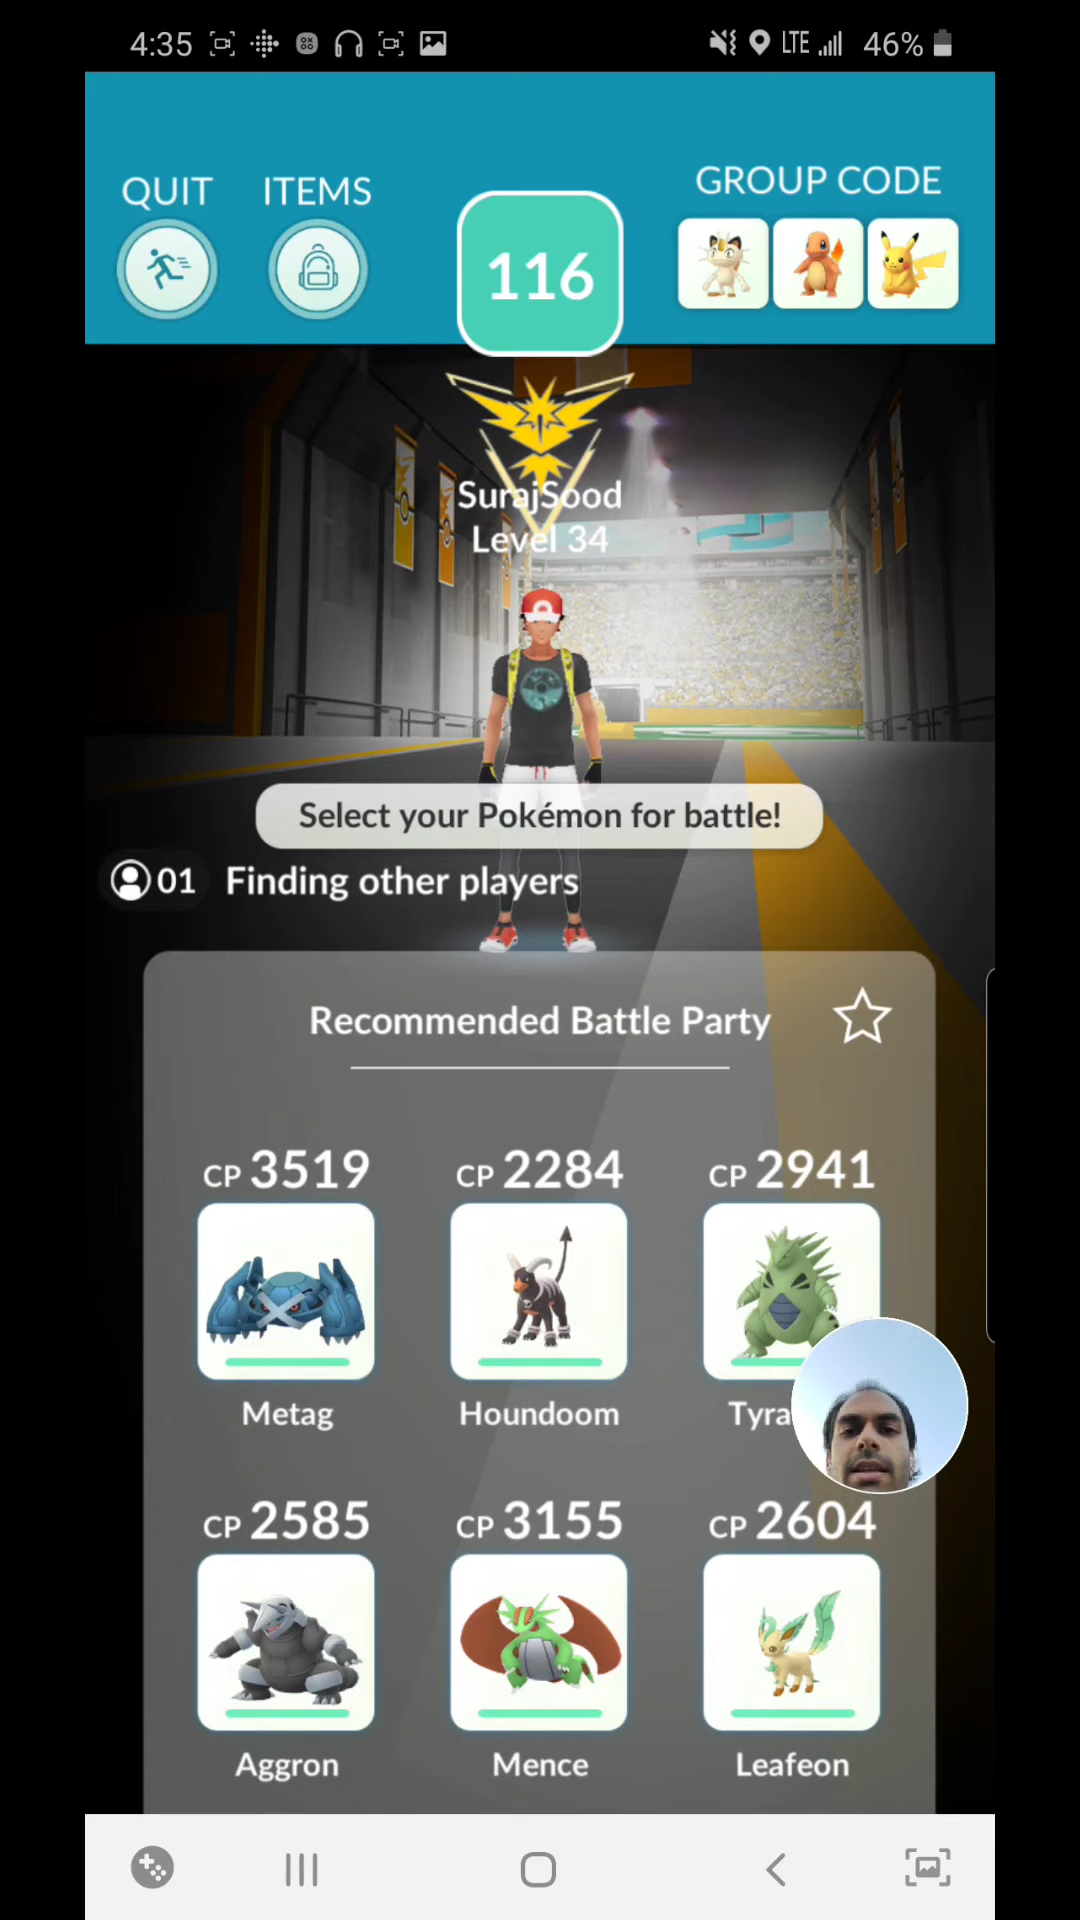 4:35
LTE 46%
QUIT ITEMS
116
GROUP CODE
SurajSood
Level 34
Select your Pokémon for battle!
01 Finding other players
Recommended Battle Party
CP 3519 CP 2284 CP 2941
Metag Houndoom Tyra
CP 2585 CP 3155 CP 2604
Aggron Mence Leafeon